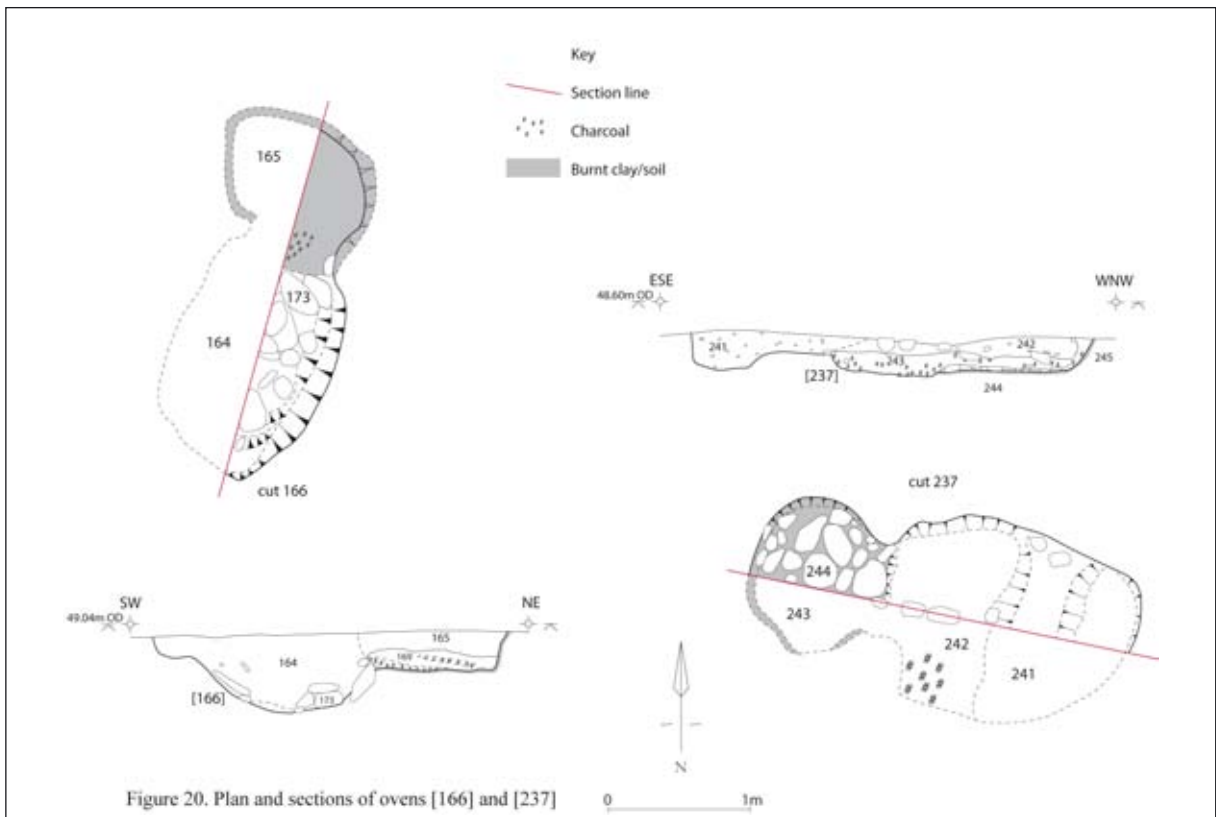 Key
Section line
Charcoal
Burnt clay/soil
165
173
164
cut 166
ESE
WNW
48.60m OD
241
242
243
245
[237]
244
cut 237
244
243
242
241
SW
NE
49.04m OD
165
164
[166]
173
N
Figure 20. Plan and sections of ovens [166] and [237]
0
1m